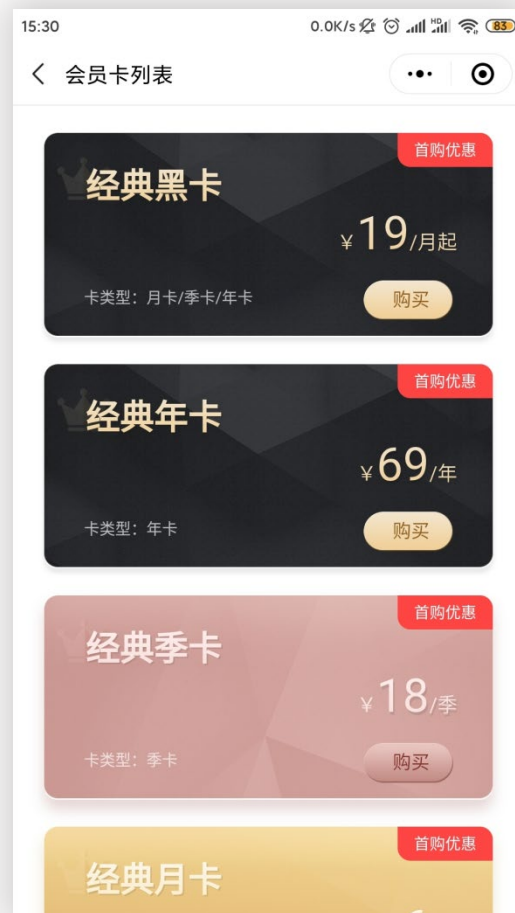 15:30 0.0K/s HD 83
会员卡列表
首购优惠
经典黑卡
¥19/月起
卡类型：月卡/季卡/年卡
购买
首购优惠
经典年卡
¥69/年
卡类型：年卡
购买
首购优惠
经典季卡
¥18/季
卡类型：季卡
购买
首购优惠
经典月卡